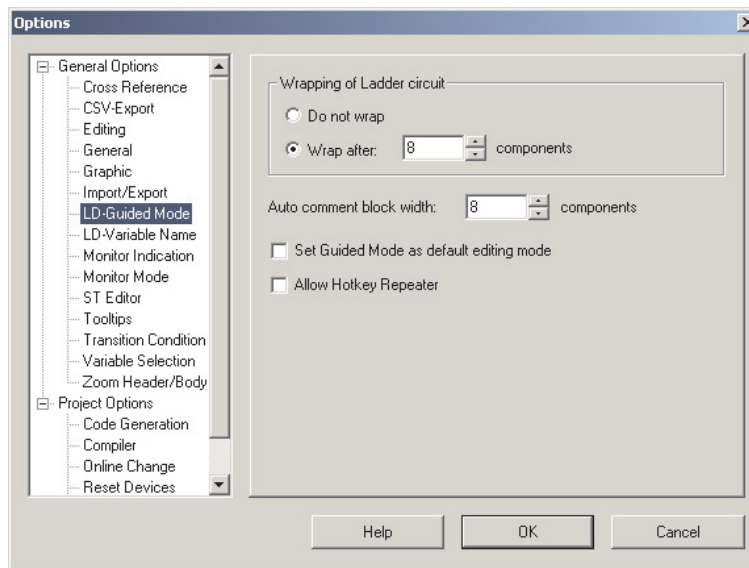 Options
General Options
Cross Reference
CSV-Export
Editing
General
Graphic
Import/Export
LD-Guided Mode
LD-Variable Name
Monitor Indication
Monitor Mode
ST Editor
Tooltips
Transition Condition
Variable Selection
Zoom Header/Body
Project Options
Code Generation
Compiler
Online Change
Reset Devices
Wrapping of Ladder circuit
Do not wrap
Wrap after: 8 components
Auto comment block width: 8 components
Set Guided Mode as default editing mode
Allow Hotkey Repeater
Help OK Cancel